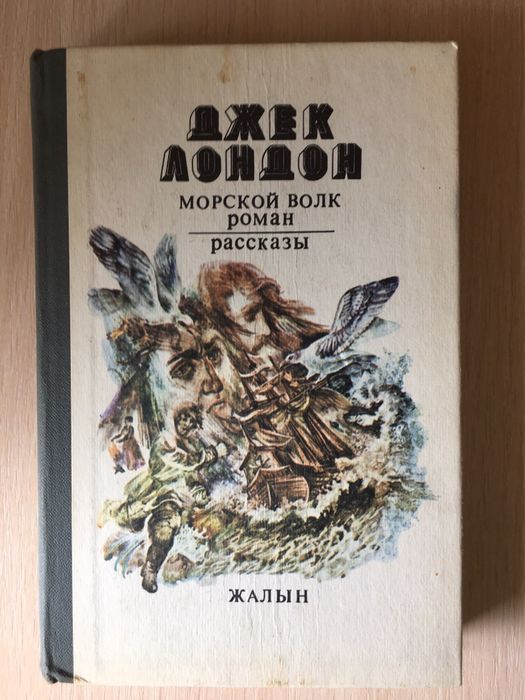 ДЖЕК
ЛОНДОН
МОРСКОЙ ВОЛК
роман
рассказы
ЖАЛЫН